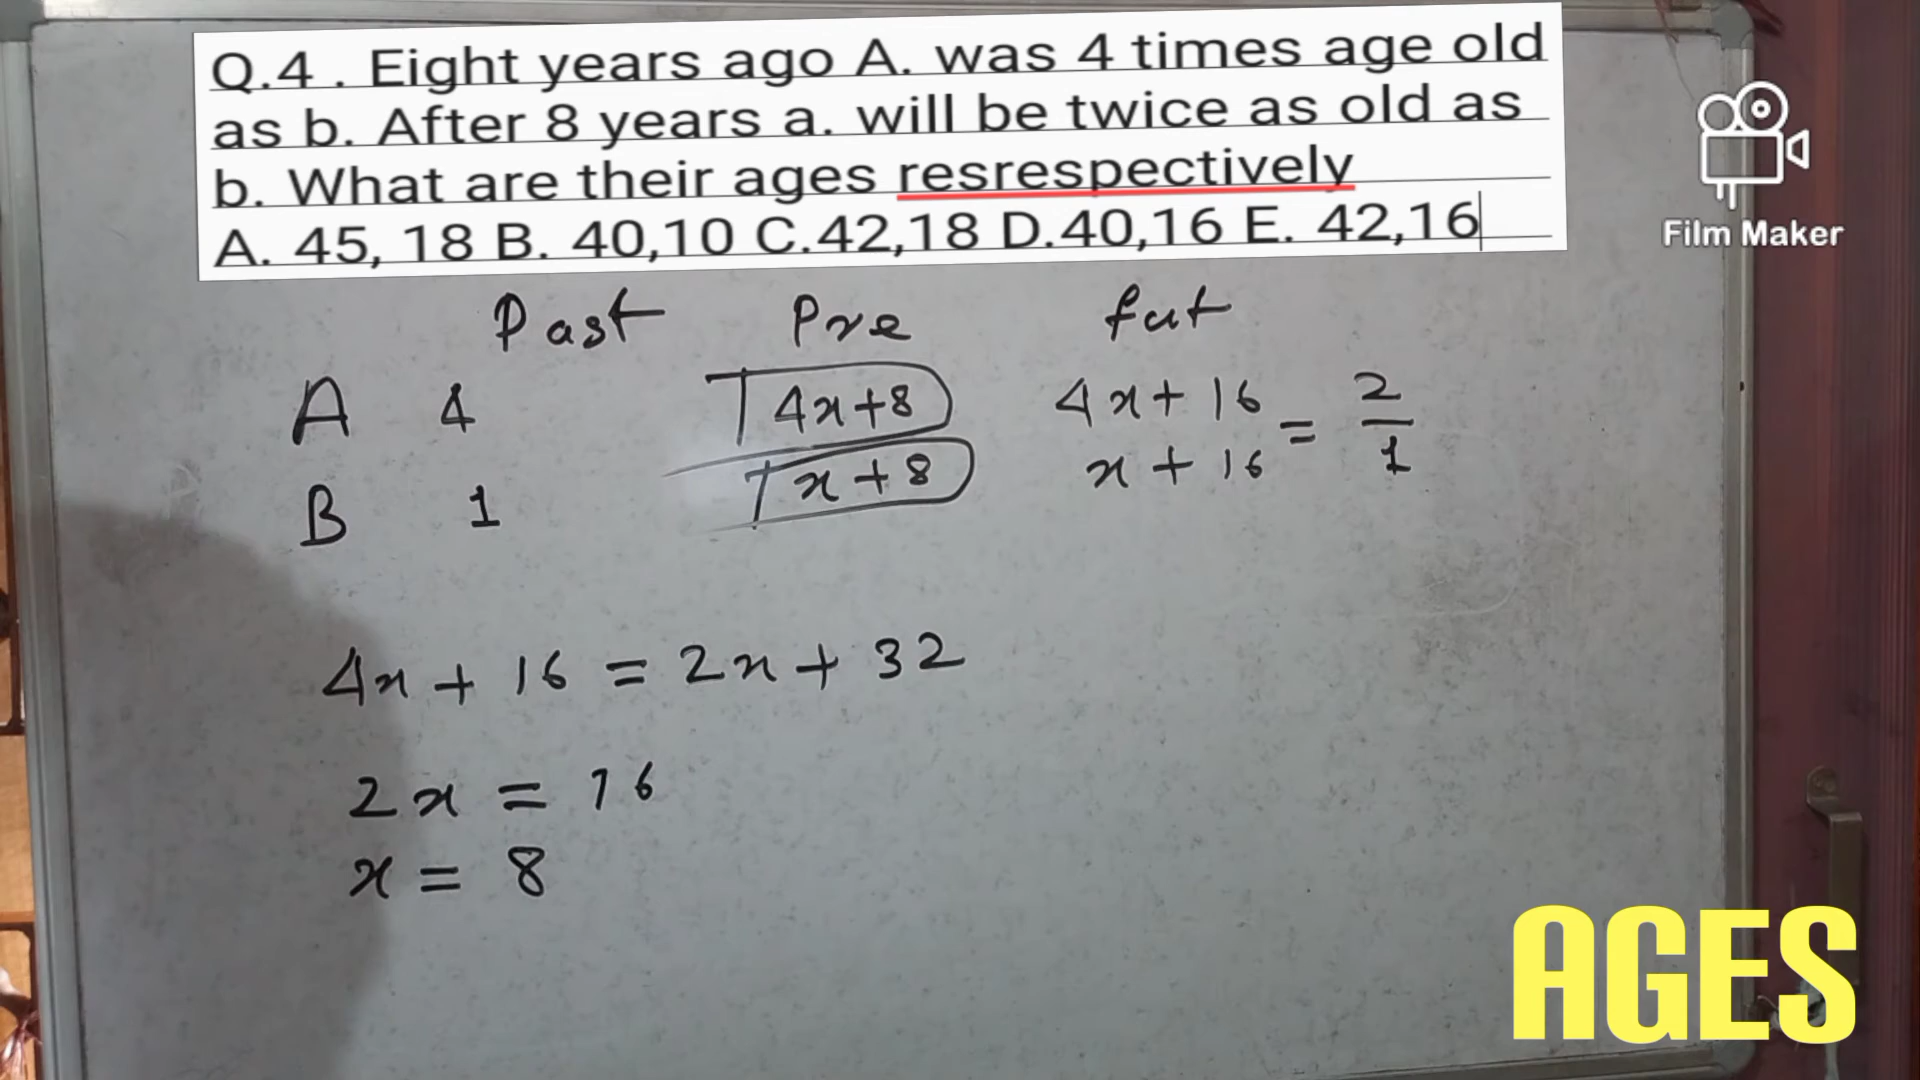 Q.4 . Eight years ago A. was 4 times age old
as b. After 8 years a. will be twice as old as
b. What are their ages resrespectively
A. 45, 18 B. 40,10 C.42,18 D.40,16 E. 42,16
Film Maker
Past Pre fut
A 4 4x+8 4x+16 = 2
B 1 x+8 x+16 1
4x + 16 = 2x + 32
2x = 16
x = 8
AGES